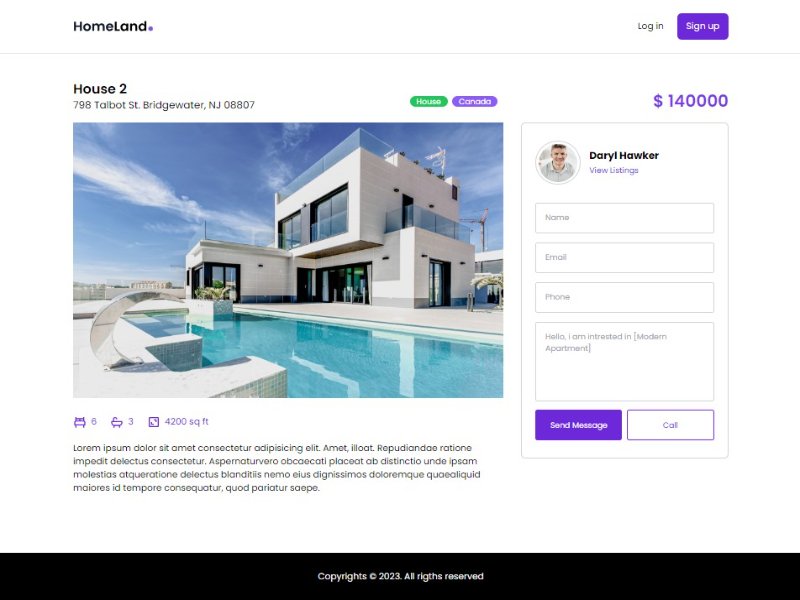 HomeLand.
Log in
Sign up
House 2
798 Talbot St. Bridgewater, NJ 08807
House
Canada
$ 140000
Daryl Hawker
View Listings
Name
Email
Phone
Hello, I am intrested in [Modern
Apartment]
Send Message
Call
6
3
4200 sq ft
Lorem ipsum dolor sit amet consectetur adipisicing elit. Amet, illoat. Repudiandae ratione
impedit delectus consectetur. Aspernaturvero obcaecati placeat ab distinctio unde ipsam
molestias atqueratione delectus blanditiis nemo eius dignissimos doloremque quaealiquid
maiores id tempore consequatur, quod pariatur saepe.
Copyrights © 2023. All rigths reserved